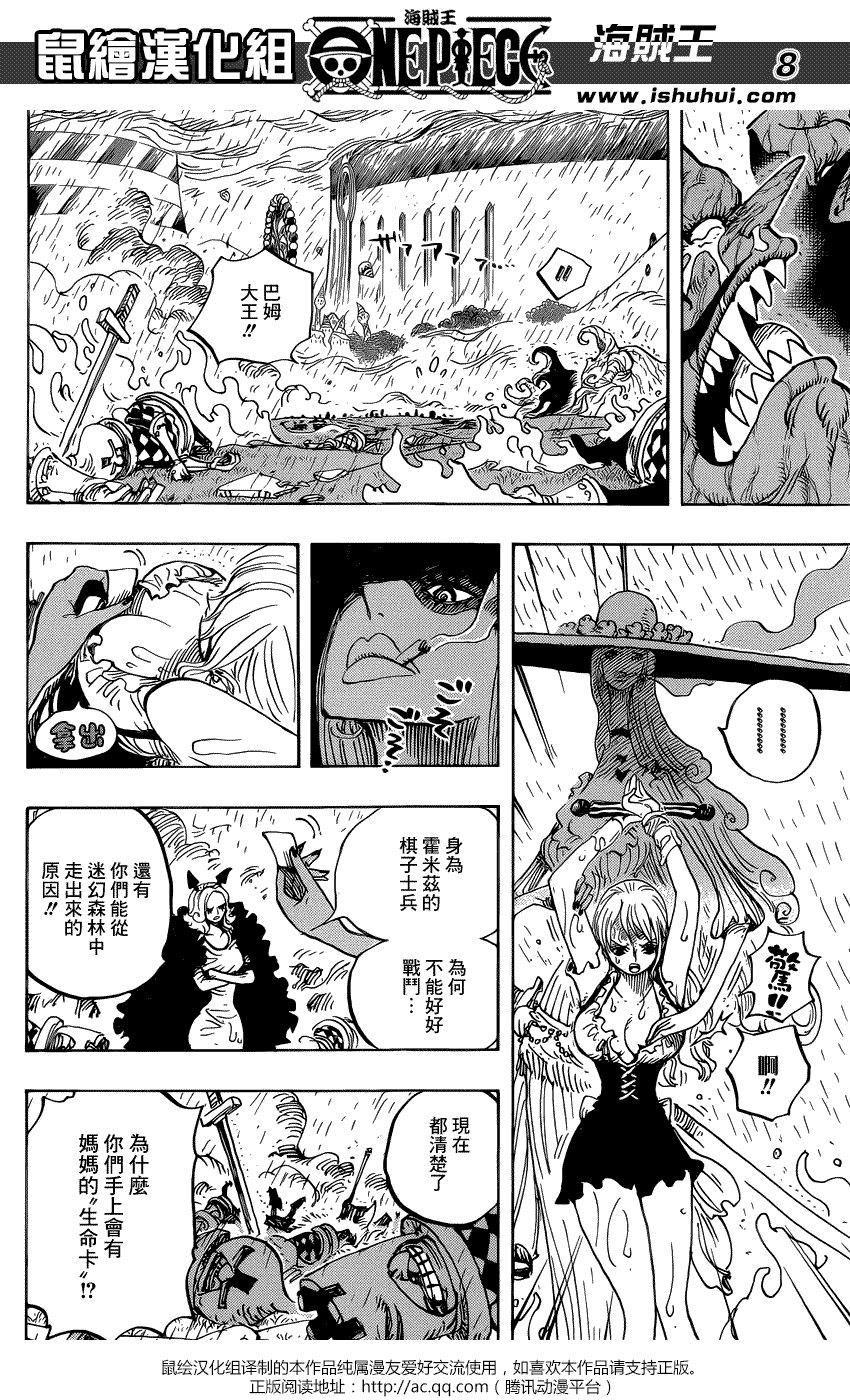 鼠繪漢化組
海賊王
ONE PIECE
海賊王
8
www.ishuhui.com
!!
ザァァァ…
巴姆
大王!!
………………
驚!!
啊!!
拿出
身為
霍米茲的
棋子士兵
為何
不能好好
戰鬥…
還有
你們能從
迷幻森林中
走出來的
原因!!
現在
都清楚了
為什麼
你們手上會有
媽媽的"生命卡"!?
鼠绘汉化组译制的本作品纯属漫友爱好交流使用，如喜欢本作品请支持正版。
正版阅读地址：http://ac.qq.com（腾讯动漫平台）